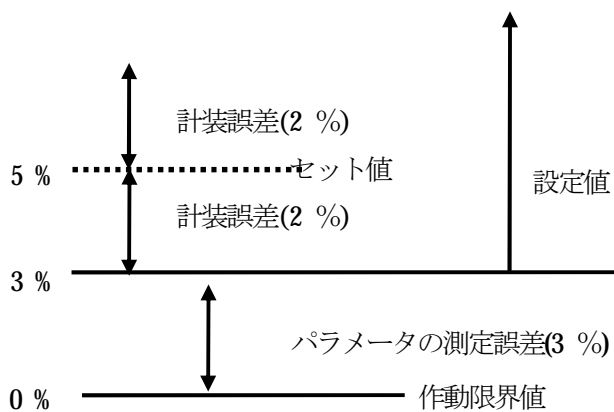 計装誤差(2 %)
5 %
セット値
設定値
計装誤差(2 %)
3 %
パラメータの測定誤差(3 %)
0 %
作動限界値